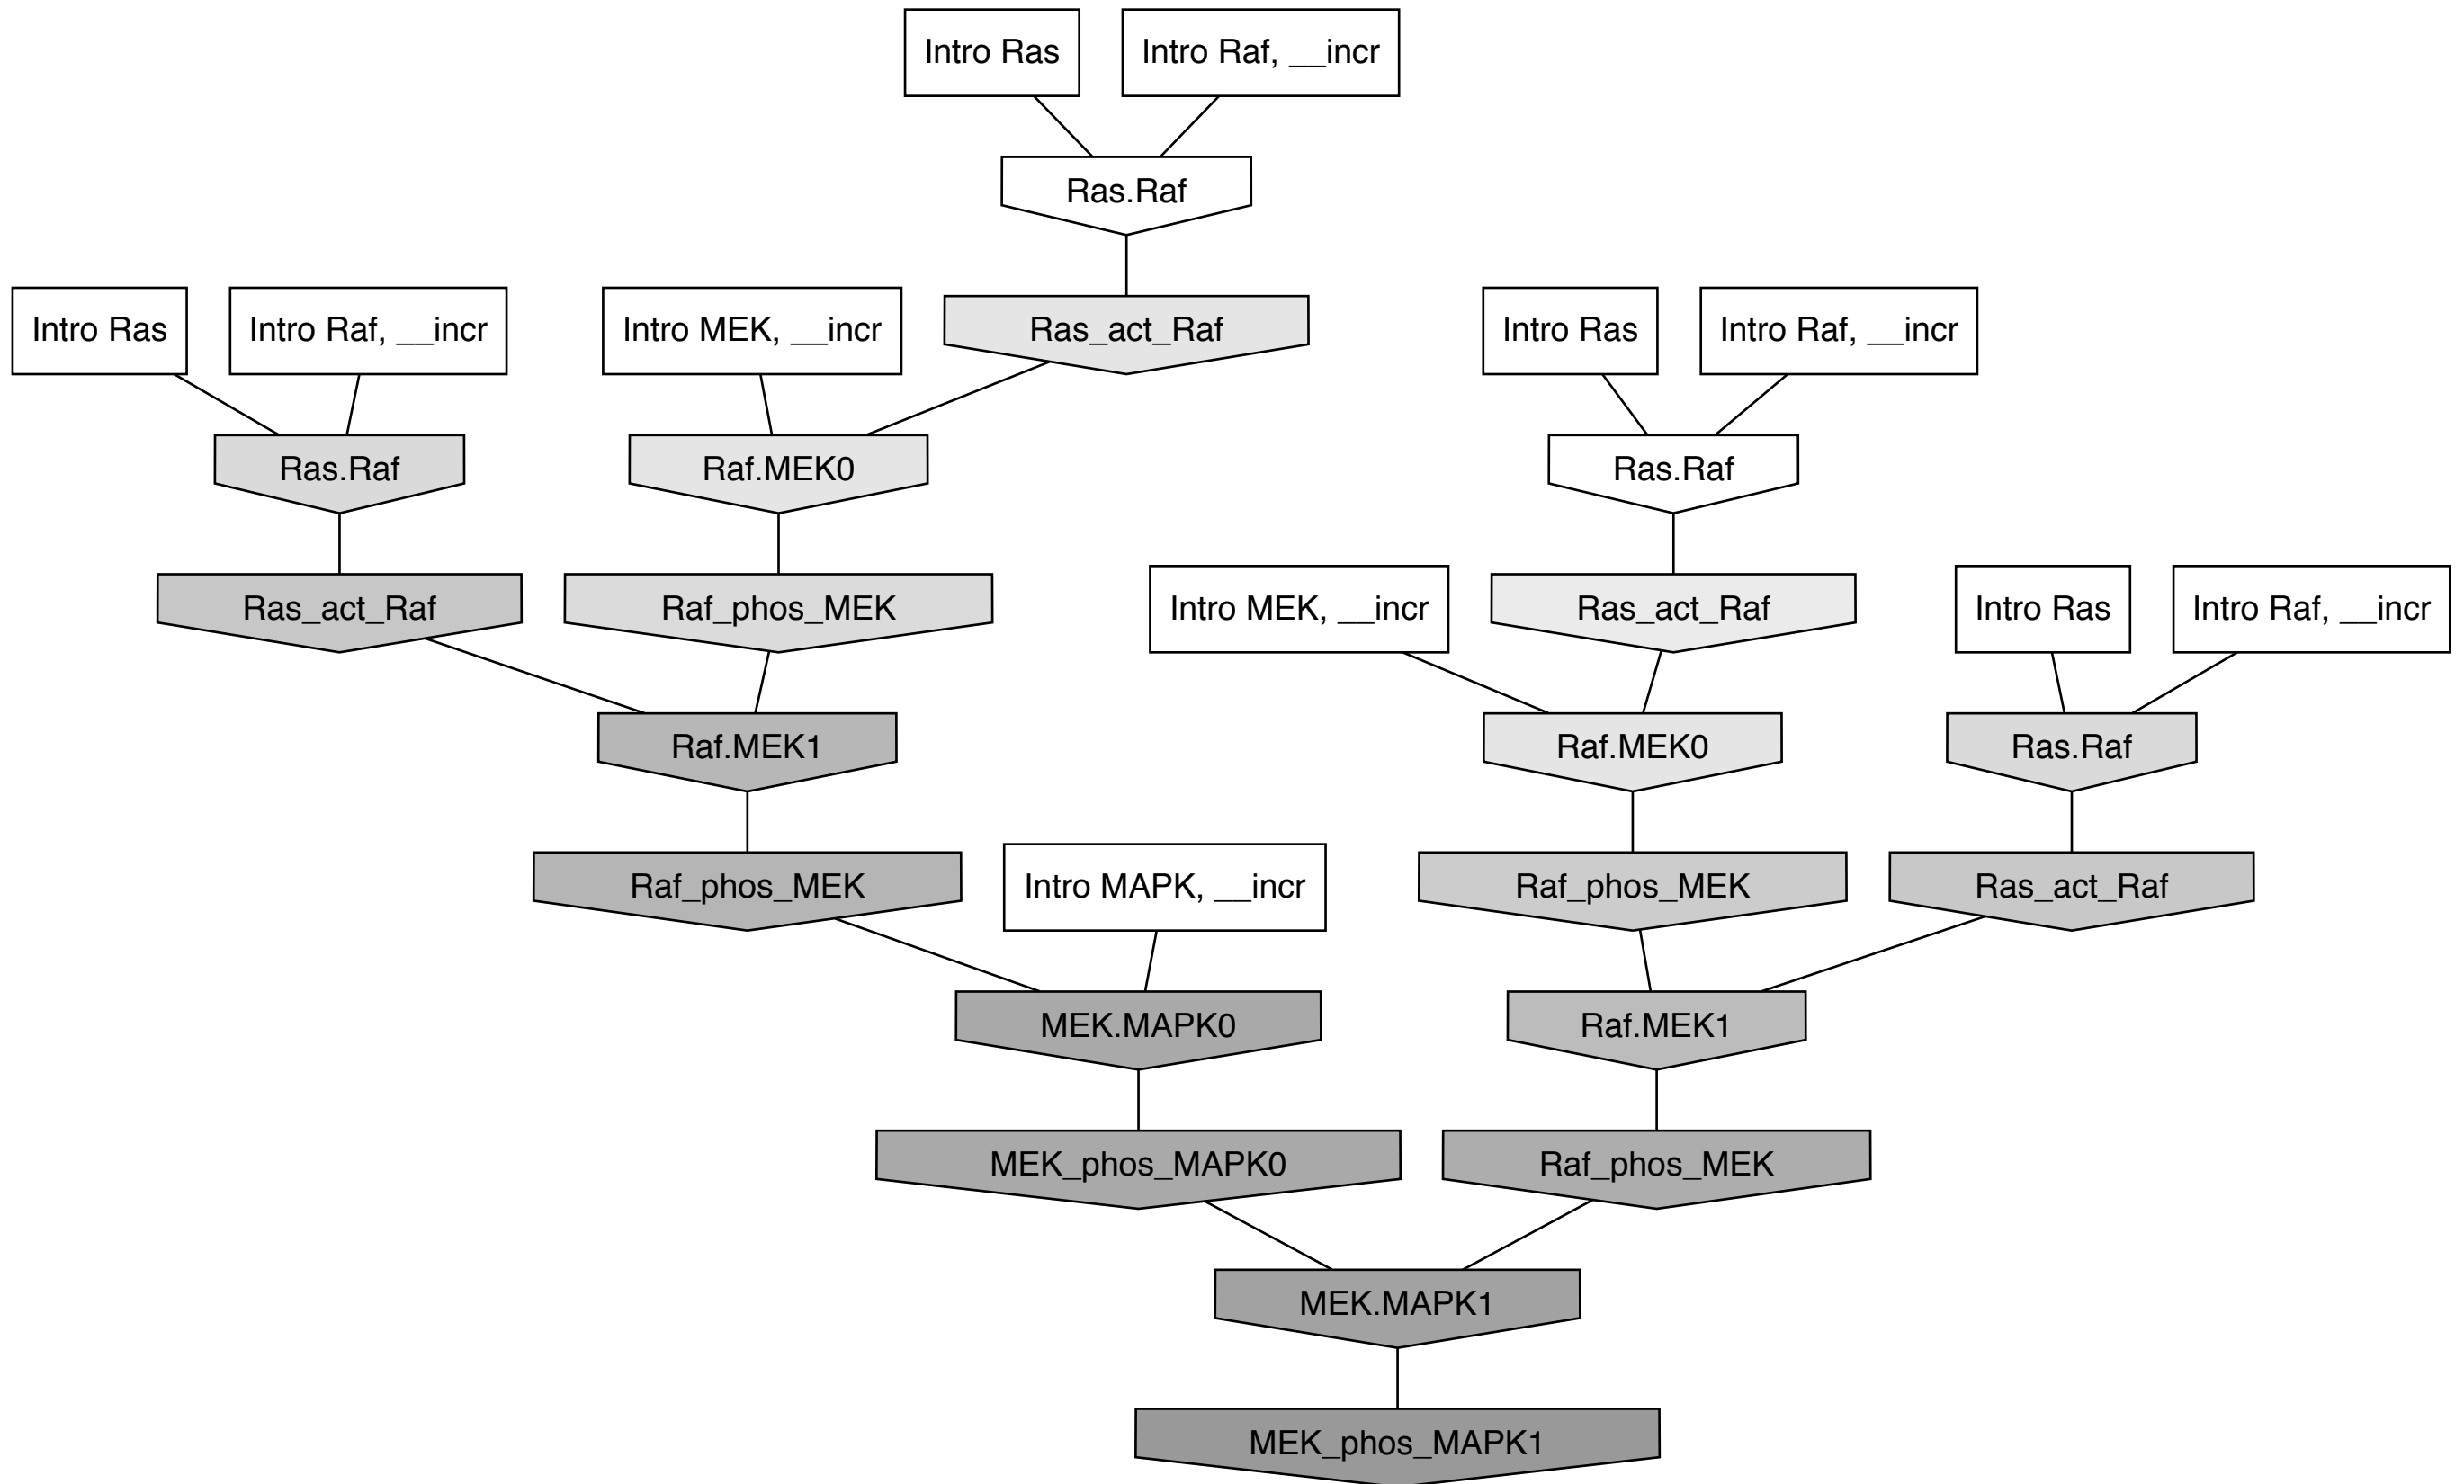 Intro Ras
Intro Raf, __incr
Ras.Raf
Intro Ras
Intro Raf, __incr
Intro MEK, __incr
Ras_act_Raf
Intro Ras
Intro Raf, __incr
Ras.Raf
Raf.MEK0
Ras.Raf
Ras_act_Raf
Raf_phos_MEK
Intro MEK, __incr
Ras_act_Raf
Intro Ras
Intro Raf, __incr
Raf.MEK1
Raf.MEK0
Ras.Raf
Raf_phos_MEK
Intro MAPK, __incr
Raf_phos_MEK
Ras_act_Raf
MEK.MAPK0
Raf.MEK1
MEK_phos_MAPK0
Raf_phos_MEK
MEK.MAPK1
MEK_phos_MAPK1